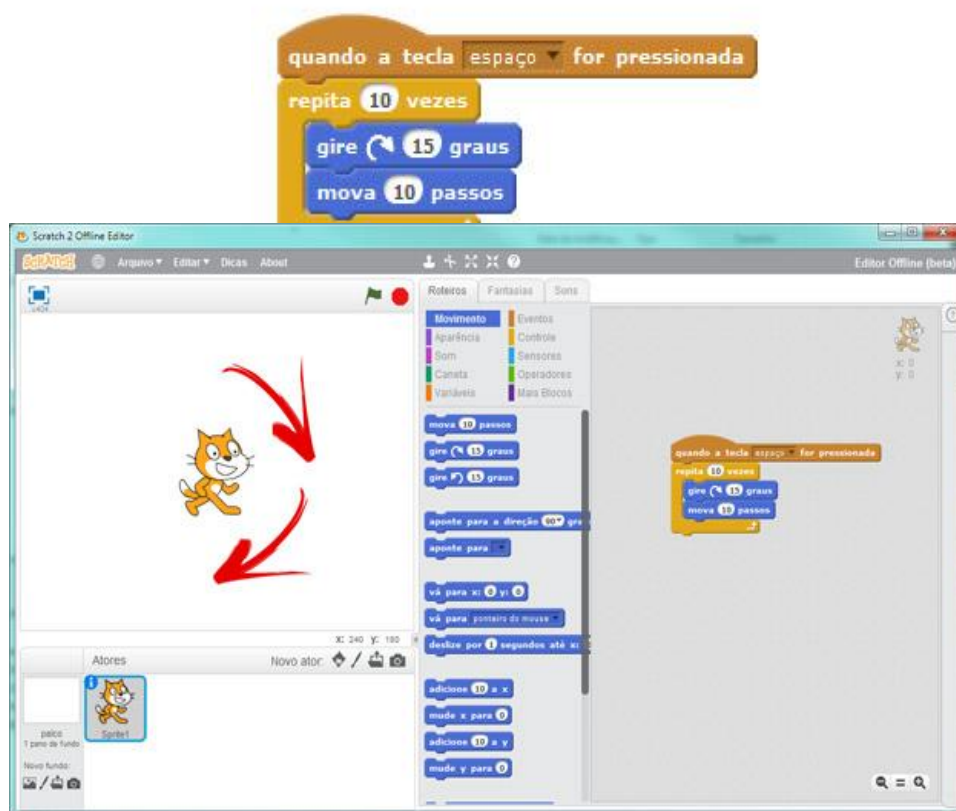 quando a tecla espaço for pressionada
repita 10 vezes
gire 15 graus
mova 10 passos
Scratch 2 Offline Editor
SCRATCH Arquivo Editar Dicas About Editor Offline (beta)
v404
Roteiros Fantasias Sons
Movimento Eventos
Aparência Controle
Som Sensores
Caneta Operadores
Variáveis Mais Blocos
mova 10 passos
gire 15 graus
gire 15 graus
aponte para a direção 90 gra
aponte para
vá para x: 0 y: 0
vá para ponteiro do mouse
deslize por 1 segundos até x:
adicione 10 a x
mude x para 0
adicione 10 a y
mude y para 0
x: 0
y: 0
quando a tecla espaço for pressionada
repita 10 vezes
gire 15 graus
mova 10 passos
X: 240 y: 180
Atores Novo ator:
palco
1 pano de fundo
Novo fundo:
Sprite1